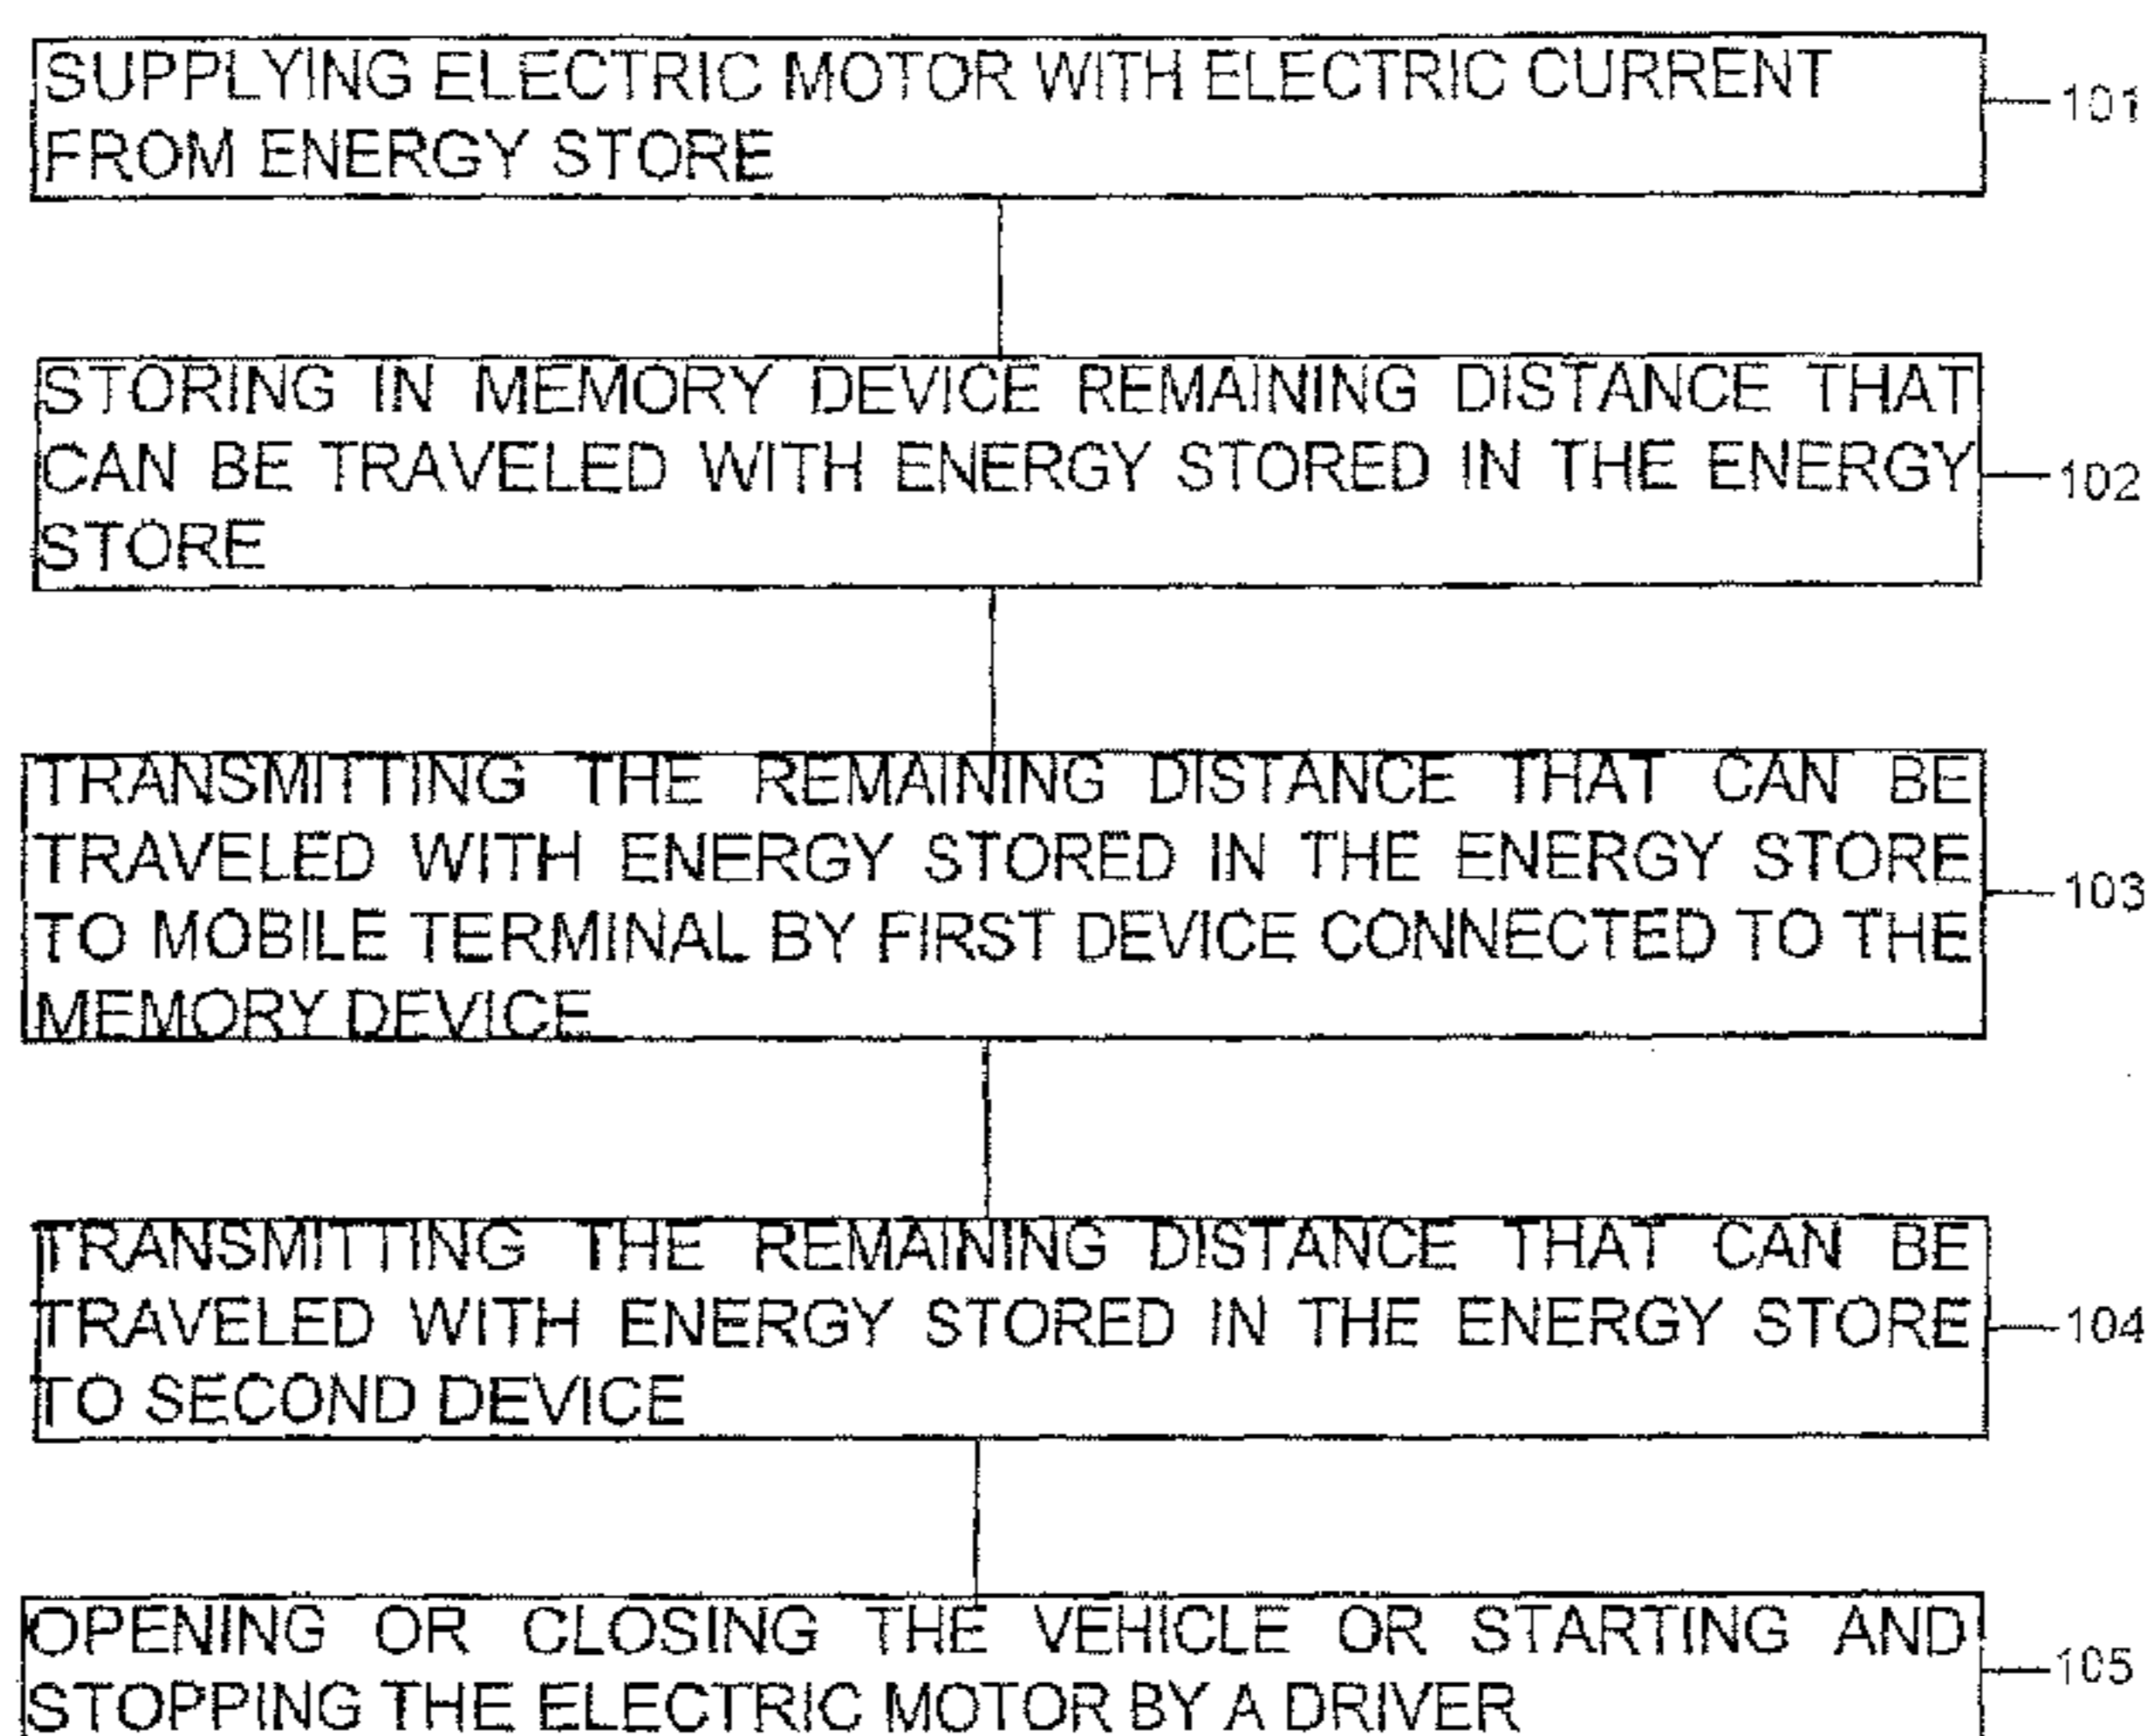 SUPPLYING ELECTRIC MOTOR WITH ELECTRIC CURRENT
FROM ENERGY STORE
101
STORING IN MEMORY DEVICE REMAINING DISTANCE THAT
CAN BE TRAVELED WITH ENERGY STORED IN THE ENERGY
STORE
102
TRANSMITTING THE REMAINING DISTANCE THAT CAN BE
TRAVELED WITH ENERGY STORED IN THE ENERGY STORE
TO MOBILE TERMINAL BY FIRST DEVICE CONNECTED TO THE
MEMORY DEVICE
103
TRANSMITTING THE REMAINING DISTANCE THAT CAN BE
TRAVELED WITH ENERGY STORED IN THE ENERGY STORE
TO SECOND DEVICE
104
OPENING OR CLOSING THE VEHICLE OR STARTING AND
STOPPING THE ELECTRIC MOTOR BY A DRIVER
105